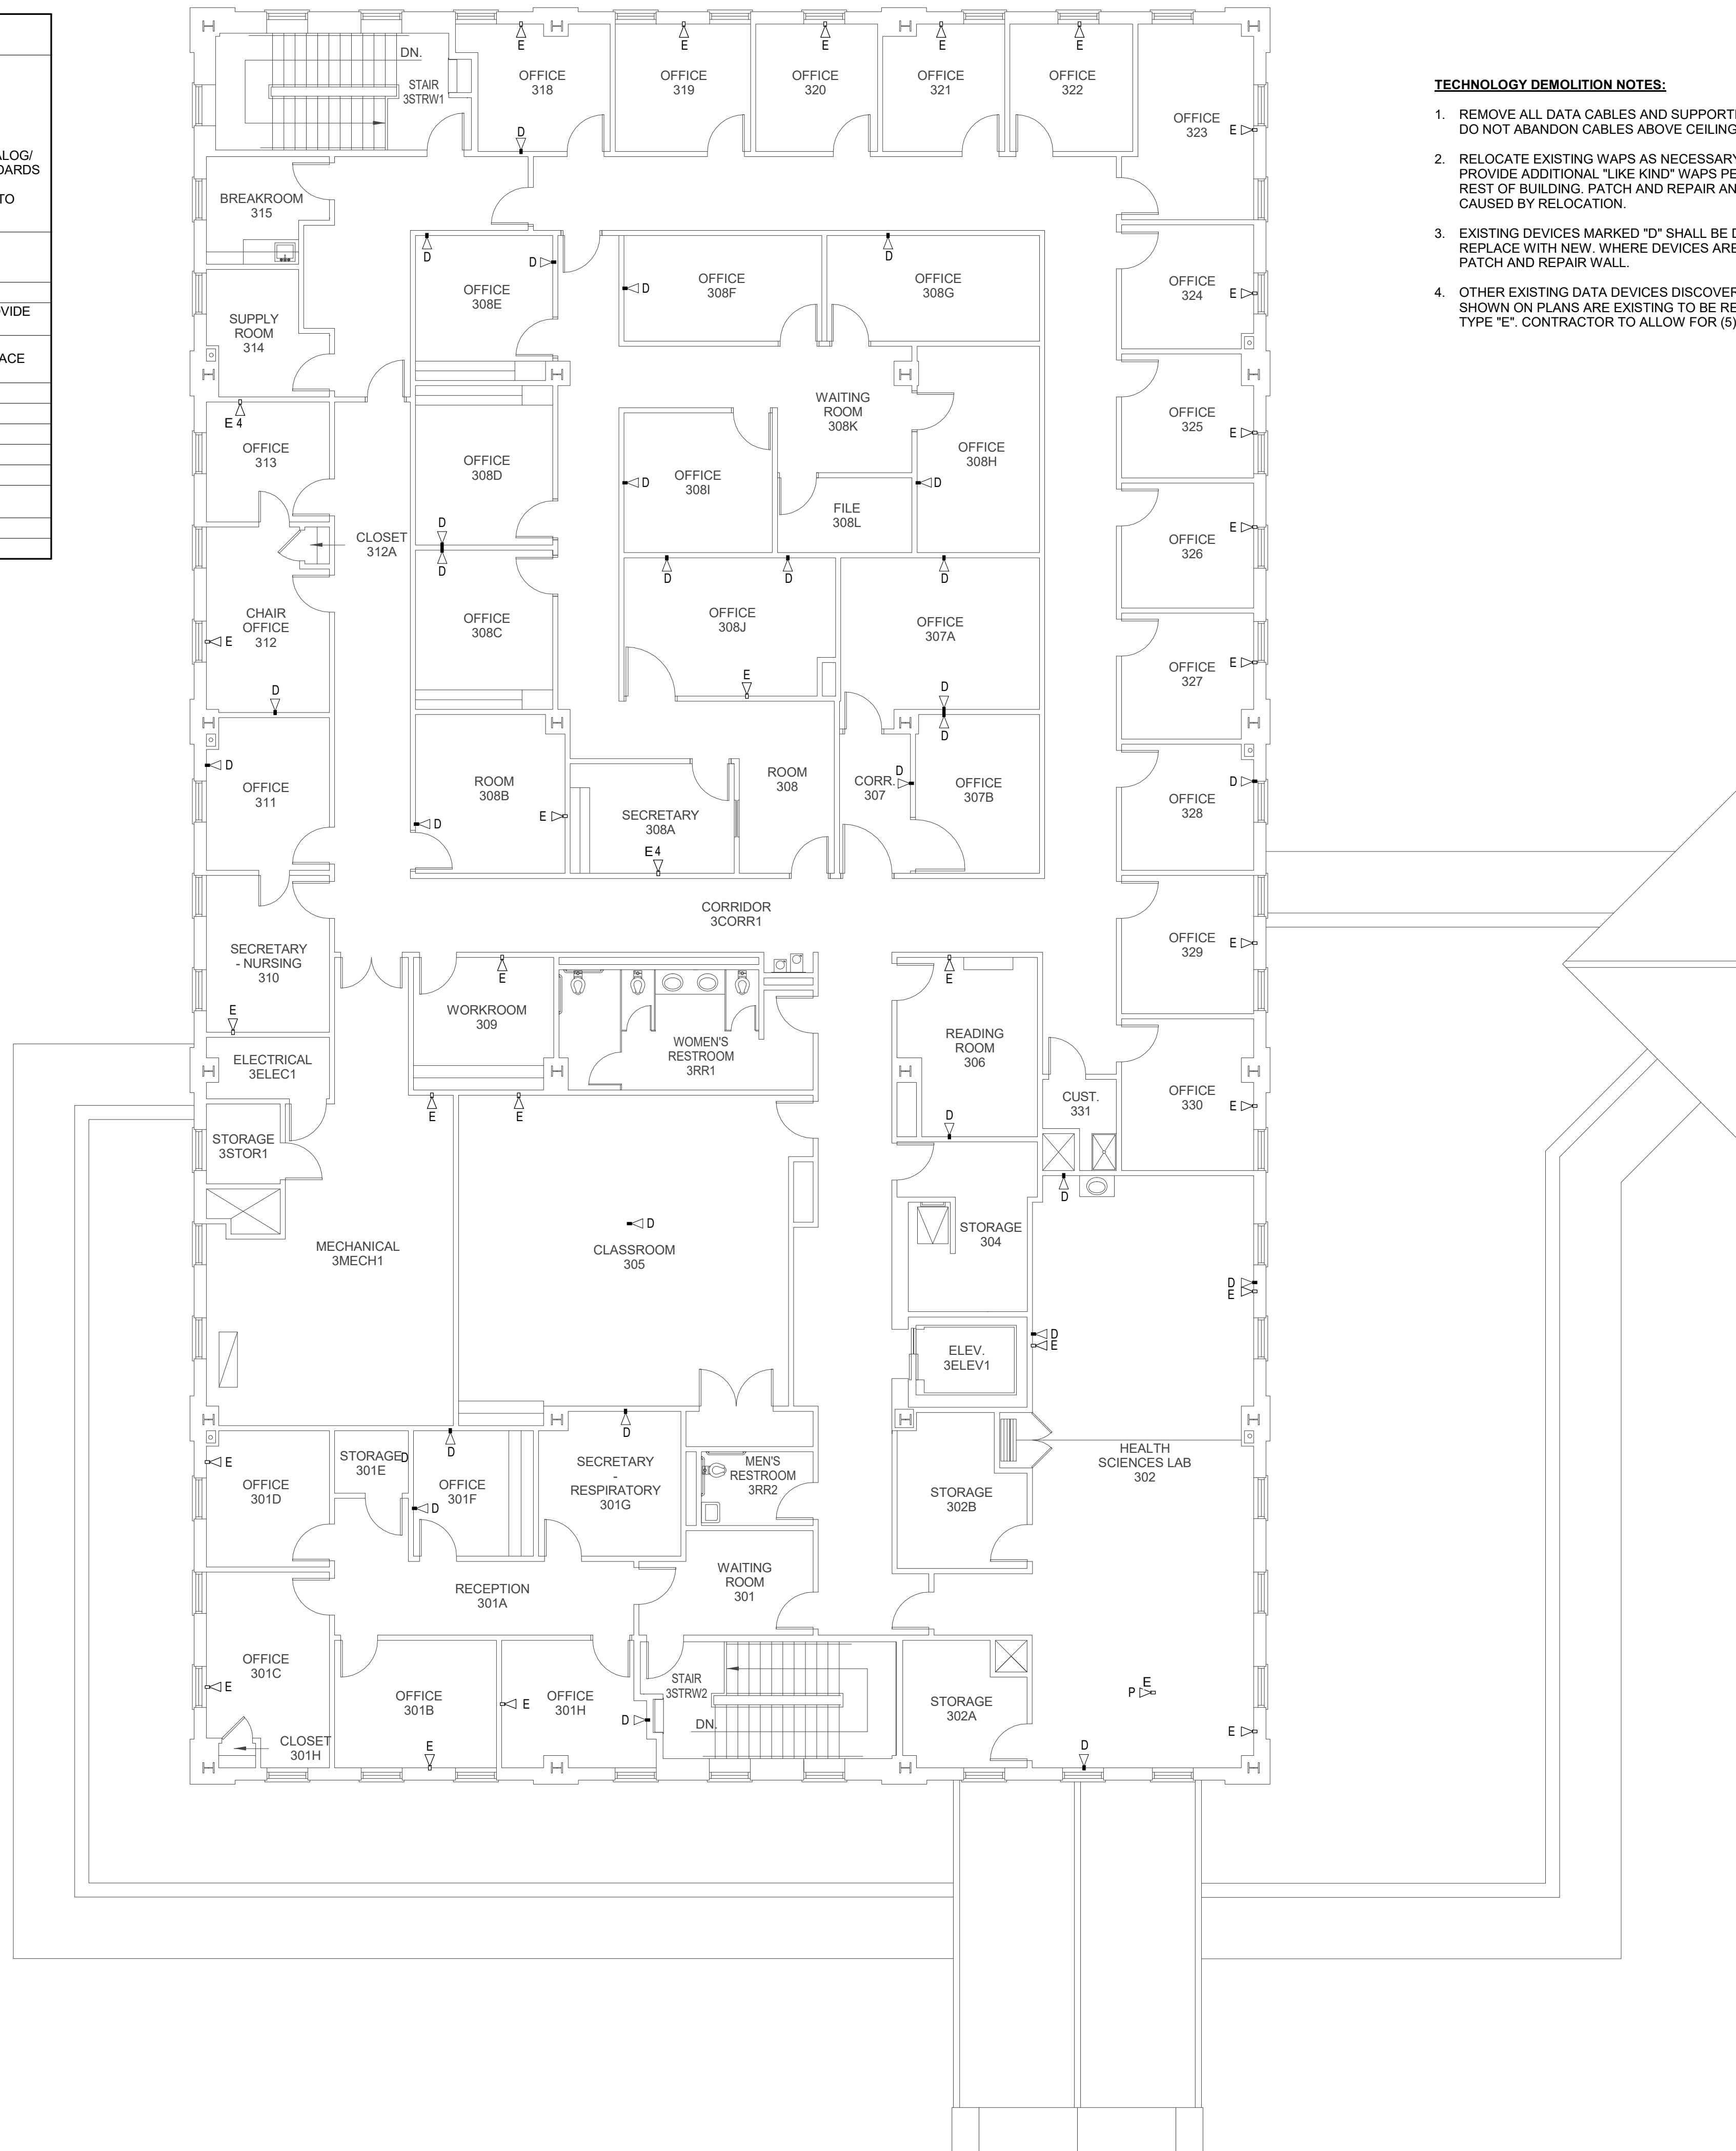 ALOG/
DARDS
TO
VIDE
ACE
TECHNOLOGY DEMOLITION NOTES:
1. REMOVE ALL DATA CABLES AND SUPPORT
DO NOT ABANDON CABLES ABOVE CEILING
2. RELOCATE EXISTING WAPS AS NECESSARY
PROVIDE ADDITIONAL "LIKE KIND" WAPS PE
REST OF BUILDING. PATCH AND REPAIR AN
CAUSED BY RELOCATION.
3. EXISTING DEVICES MARKED "D" SHALL BE D
REPLACE WITH NEW. WHERE DEVICES ARE
PATCH AND REPAIR WALL.
4. OTHER EXISTING DATA DEVICES DISCOVER
SHOWN ON PLANS ARE EXISTING TO BE RE
TYPE "E". CONTRACTOR TO ALLOW FOR (5)
DN.
STAIR
3STRW1
E
OFFICE
318
D
E
OFFICE
319
E
OFFICE
320
E
OFFICE
321
E
OFFICE
322
OFFICE
323
E
BREAKROOM
315
D
D
OFFICE
308E
D
OFFICE
308F
D
OFFICE
308G
OFFICE
324
E
SUPPLY
ROOM
314
E 4
OFFICE
313
WAITING
ROOM
308K
OFFICE
325
E
OFFICE
308D
D
D
OFFICE
308I
D
OFFICE
308H
D
FILE
308L
OFFICE
326
E
CLOSET
312A
CHAIR
OFFICE
312
E
D
OFFICE
308C
D
D
OFFICE
308J
E
D
OFFICE
307A
D
D
OFFICE
327
E
D
OFFICE
311
ROOM
308B
D
E
SECRETARY
308A
E4
ROOM
308
CORR.
307
D
OFFICE
307B
OFFICE
328
D
CORRIDOR
3CORR1
SECRETARY
- NURSING
310
E
E
WORKROOM
309
WOMEN'S
RESTROOM
3RR1
E
READING
ROOM
306
D
OFFICE
329
E
ELECTRICAL
3ELEC1
E
E
CUST.
331
OFFICE
330
E
STORAGE
3STOR1
D
MECHANICAL
3MECH1
D
CLASSROOM
305
STORAGE
304
D
E
D
E
ELEV.
3ELEV1
E
OFFICE
301D
STORAGE
301E
D
D
OFFICE
301F
D
D
SECRETARY
-
RESPIRATORY
301G
MEN'S
RESTROOM
3RR2
STORAGE
302B
HEALTH
SCIENCES LAB
302
RECEPTION
301A
WAITING
ROOM
301
OFFICE
301C
E
CLOSET
301H
OFFICE
301B
E
E
OFFICE
301H
D
STAIR
3STRW2
DN.
STORAGE
302A
E
P
E
D